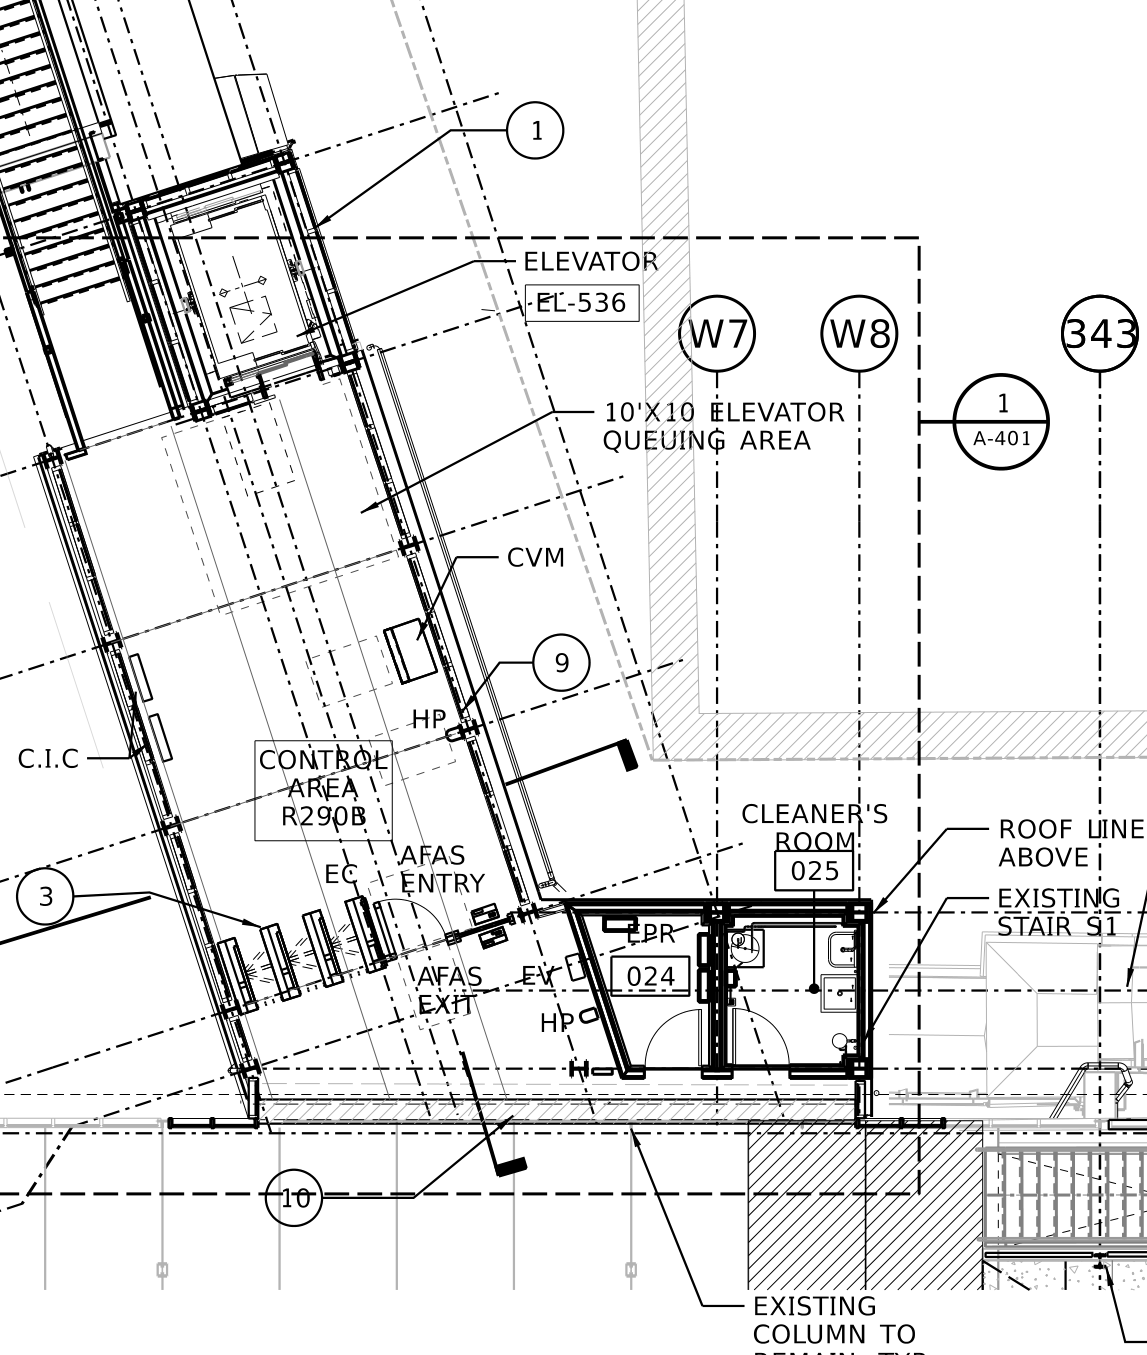 1
ELEVATOR
EL-536
W7
W8
343
10'X10 ELEVATOR
QUEUING AREA
1
A-401
CVM
9
HP
C.I.C
CONTROL
AREA
R290B
CLEANER'S
ROOM
025
ROOF LINE
ABOVE
AFAS
ENTRY
EC
3
EXISTING
STAIR S1
EPR
024
AFAS
EXIT
EV
HP
10
EXISTING
COLUMN TO
REMAIN, TYP